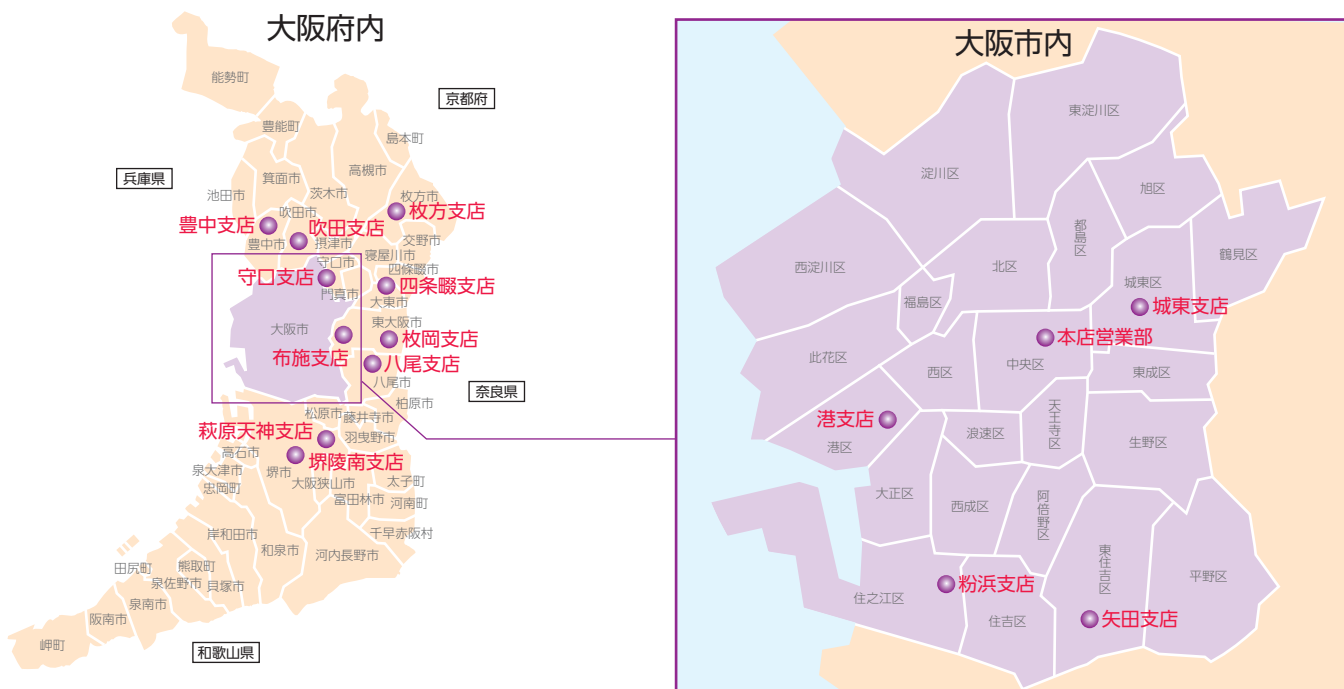 大阪府内
能勢町
京都府
豊能町
島本町
高槻市
兵庫県
箕面市
茨木市
池田市
枚方市
吹田市
枚方支店
豊中支店
吹田支店
豊中市
摂津市
交野市
寝屋川市
守口市
四條畷市
守口支店
四条畷支店
門真市
大東市
大阪市
東大阪市
枚岡支店
布施支店
八尾支店
八尾市
奈良県
柏原市
松原市
藤井寺市
萩原天神支店
羽曳野市
高石市
堺陵南支店
泉大津市
堺市
大阪狭山市
太子町
忠岡町
富田林市
河南町
岸和田市
千早赤阪村
和泉市
河内長野市
熊取町
田尻町
泉佐野市
貝塚市
泉南市
阪南市
岬町
和歌山県
大阪市内
東淀川区
淀川区
旭区
都島区
鶴見区
西淀川区
北区
城東区
福島区
城東支店
本店営業部
此花区
中央区
西区
東成区
港支店
天王寺区
浪速区
港区
生野区
大正区
西成区
阿倍野区
東住吉区
平野区
粉浜支店
住之江区
住吉区
矢田支店